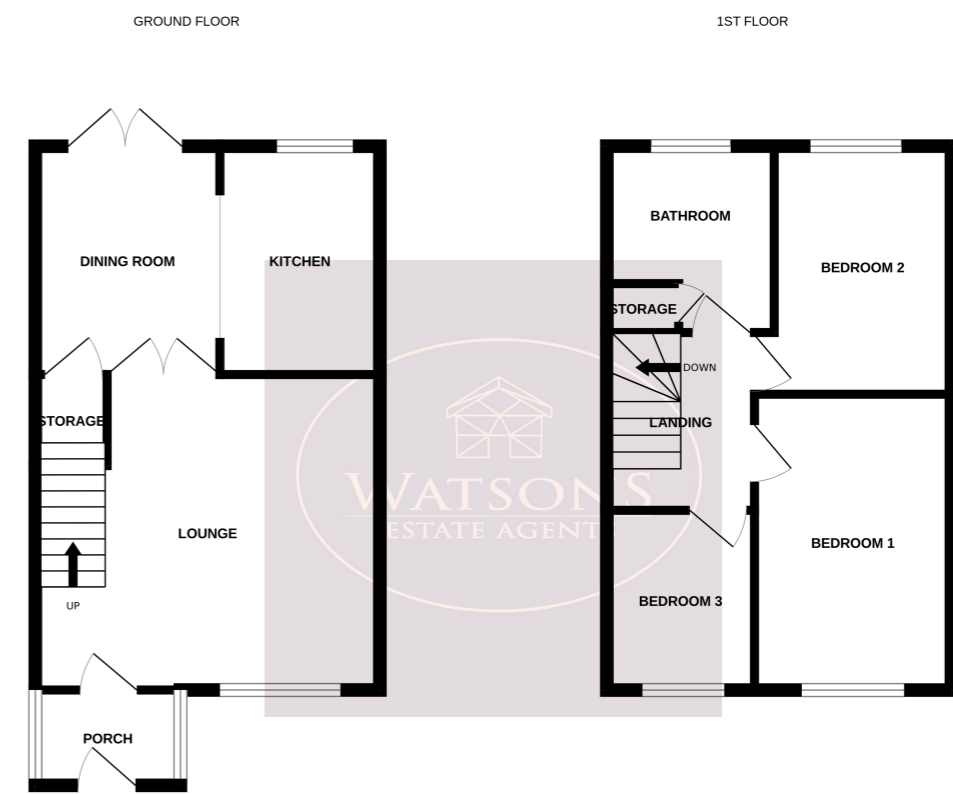 GROUND FLOOR
1ST FLOOR
DINING ROOM
KITCHEN
STORAGE
LOUNGE
UP
PORCH
BATHROOM
BEDROOM 2
STORAGE
DOWN
LANDING
BEDROOM 1
BEDROOM 3
WATSONS
ESTATE AGENT